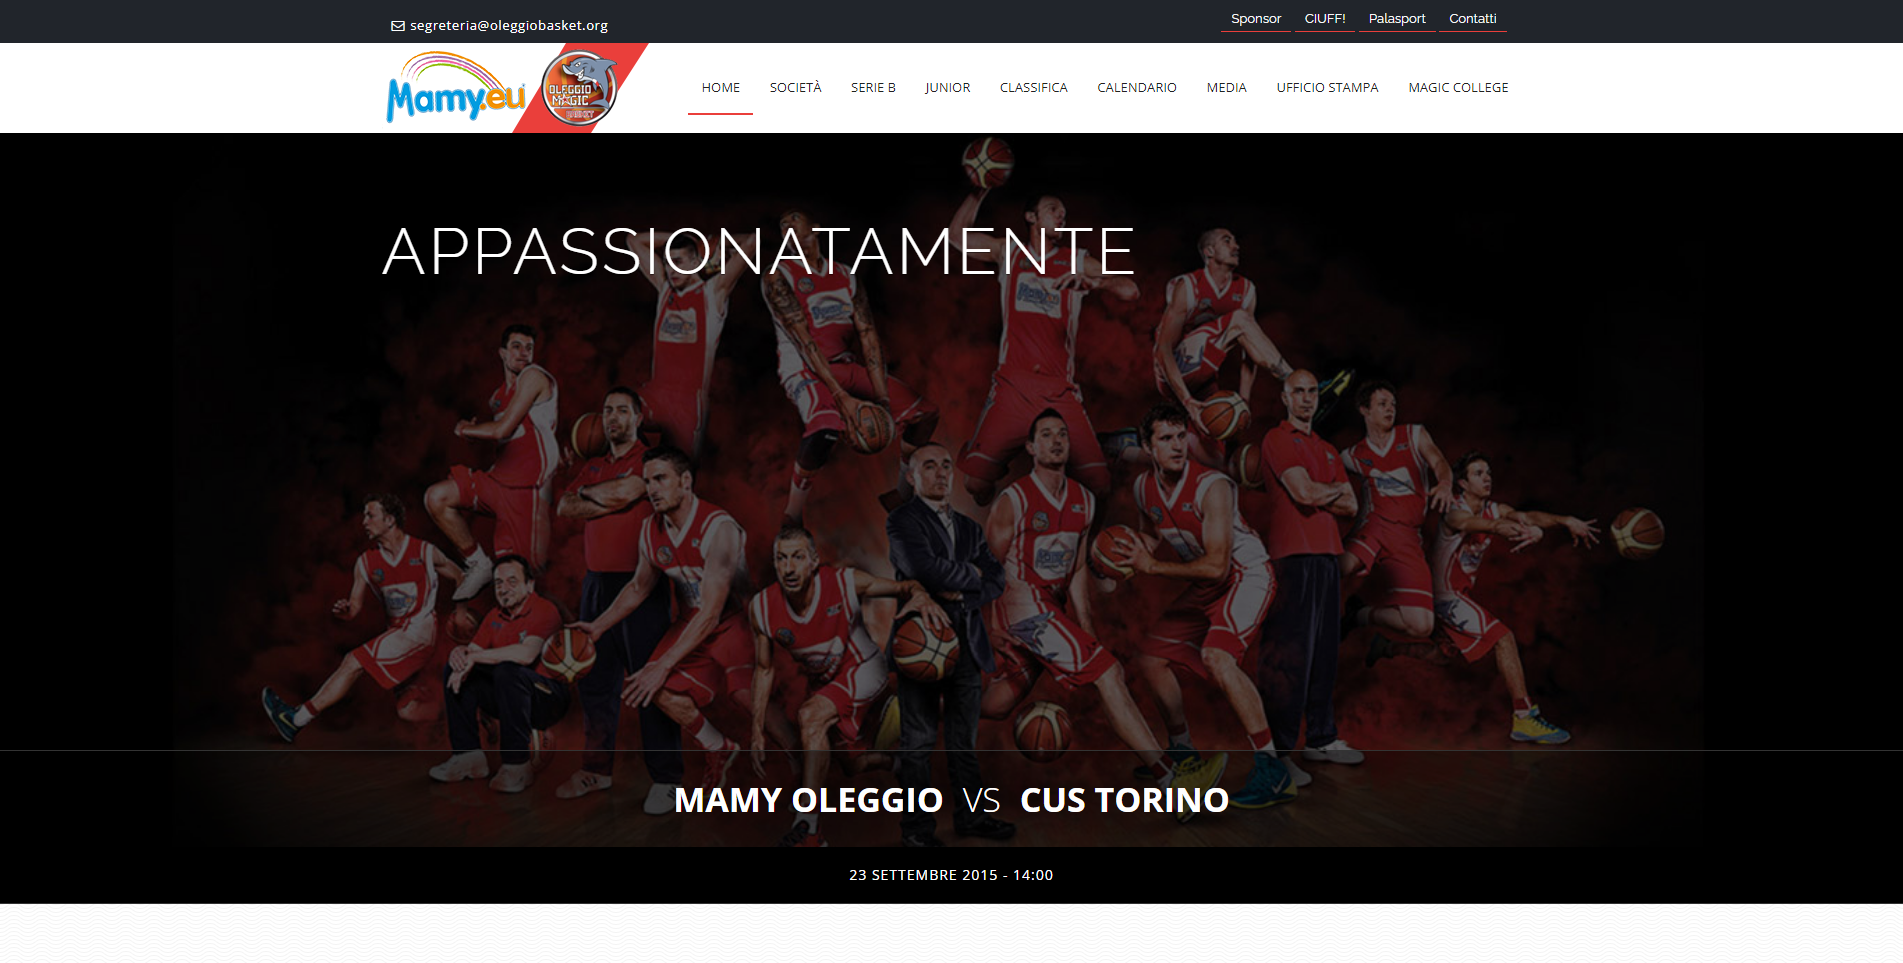 segreteria@oleggiobasket.org
Sponsor CIUFF! Palasport Contatti
Mamy.eu
OLEGGIO
MAGIC
BASKET
HOME SOCIETÀ SERIE B JUNIOR CLASSIFICA CALENDARIO MEDIA UFFICIO STAMPA MAGIC COLLEGE
APPASSIONATAMENTE
MAMY OLEGGIO VS CUS TORINO
23 SETTEMBRE 2015 - 14:00